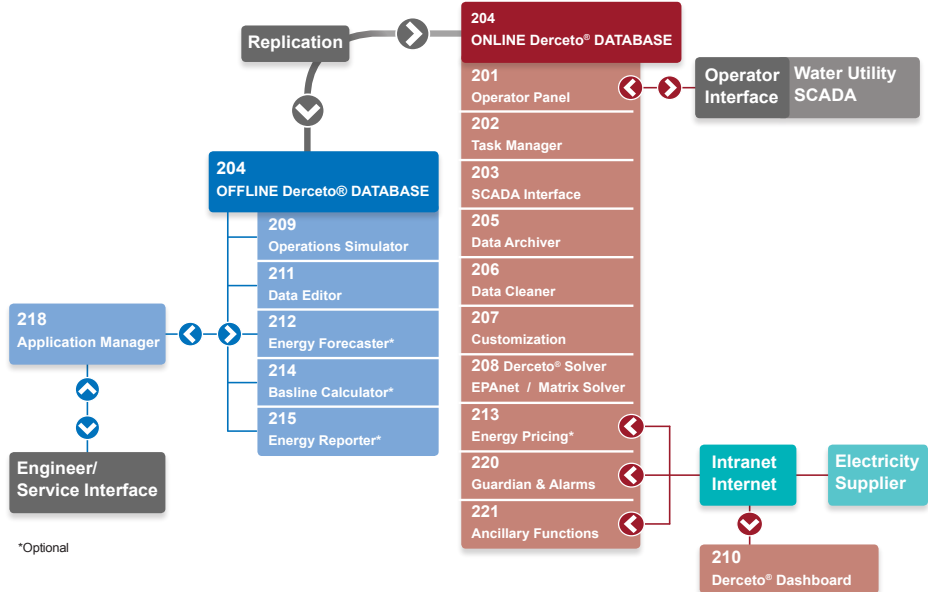 Replication
204
ONLINE Derceto® DATABASE
201
Operator Panel
202
Task Manager
203
SCADA Interface
205
Data Archiver
206
Data Cleaner
207
Customization
208 Derceto® Solver
EPAnet / Matrix Solver
213
Energy Pricing*
220
Guardian & Alarms
221
Ancillary Functions
Operator
Interface
Water Utility
SCADA
204
OFFLINE Derceto® DATABASE
209
Operations Simulator
211
Data Editor
212
Energy Forecaster*
214
Basline Calculator*
215
Energy Reporter*
218
Application Manager
Engineer/
Service Interface
*Optional
Intranet
Internet
Electricity
Supplier
210
Derceto® Dashboard